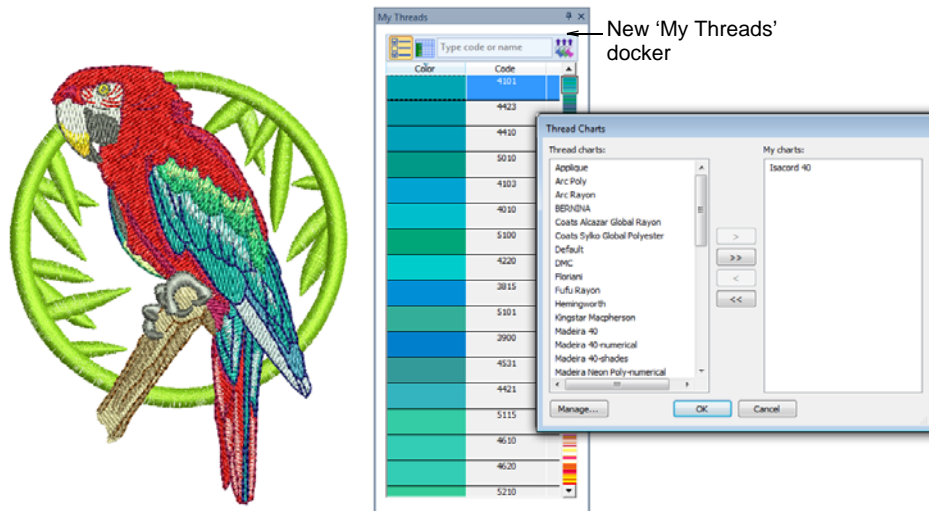 My Threads
New ‘My Threads’
docker
Type code or name
Color Code
4101
4423
4410
5010
4103
4010
5100
4220
3815
5101
3900
4531
4421
5115
4610
4620
5210
Thread Charts
Thread charts:
Applique
Arc Poly
Arc Rayon
BERNINA
Coats Alcazar Global Rayon
Coats Sylko Global Polyester
Default
DMC
Floriani
Fufu Rayon
Hemingworth
Kingstar Macpherson
Madeira 40
Madeira 40-numerical
Madeira 40-shades
Madeira Neon Poly-numerical
My charts:
Isacord 40
>
>>
<
<<
Manage...
OK
Cancel